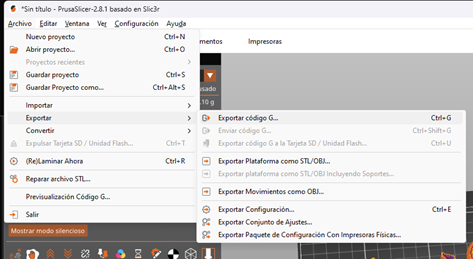 *Sin título - PrusaSlicer-2.8.1 basado en Slic3r
Archivo Editar Ventana Ver Configuración Ayuda
Nuevo proyecto Ctrl+N
Abrir proyecto... Ctrl+O
Proyectos recientes
Guardar proyecto Ctrl+S
Guardar Proyecto como... Ctrl+Alt+S
Importar
Exportar
Convertir
Expulsar Tarjeta SD / Unidad Flash... Ctrl+T
(Re)Laminar Ahora Ctrl+R
Reparar archivo STL...
Previsualización Código G...
Salir
Mostrar modo silencioso
Impresoras
Exportar código G... Ctrl+G
Enviar código G... Ctrl+Shift+G
Exportar código G a la Tarjeta SD / Unidad Flash... Ctrl+U
Exportar Plataforma como STL/OBJ...
Exportar plataforma como STL/OBJ Incluyendo Soportes...
Exportar Movimientos como OBJ...
Exportar Configuración... Ctrl+E
Exportar Conjunto de Ajustes...
Exportar Paquete de Configuración Con Impresoras Físicas...